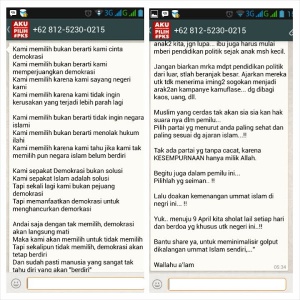 3G 4G
AKU
PILIH
#PKS
+62 812-5230-0215
Kami memilih bukan berarti kami cinta
demokrasi
Kami memilih bukan berarti kami
memperjuangkan demokrasi
Kami memilih karena kami sayang negeri
kami
Kami memilih karena kami tidak ingin
kerusakan yang terjadi lebih parah lagi
Kami memilih bukan berarti tidak ingin negara
islami
Kami memilih bukan berarti menolak hukum
ilahi
Kami memilih karena kami tahu jika kami tak
memilih pun negara islam belum berdiri
Kami sepakat Demokrasi bukan solusi
Kami sepakat Islam adalah solusi
Tapi sekali lagi kami bukan pejuang
demokrasi
Tapi memanfaatkan demokrasi untuk
menghancurkan demorkasi
Andai saja dengan tak memilih, demokrasi
akan langsung mati
Maka kami akan memilih untuk tidak memilih
Tapi sekalipun tidak memilih, demokrasi akan
tetap berdiri
Dan sudah pasti manusia yang sangat tak
tahu diri yang akan "berdiri"
3G 4G
AKU
PILIH
#PKS
+62 812-5230-0215
anak2 kita, jgn lupa... ibu juga harus mulai
mberi pendidikan politik sejak anak msh kecil.
Jangan biarkan mrka mdpt pendidikan politik
dari luar, stlah beranjak besar. Ajarkan mereka
utk tdk menerima iming2 sogokan menjadi
arak2an kampanye kamuflase... dg dibagi
kaos, uang, dll.
Muslim yang cerdas tak akan sia sia kan hak
suara nya dlm pemilu...
Pilih partai yg menurut anda paling sehat dan
paling sesuai dg ajaran islam...!!
Tak ada partai yg tanpa cacat, karena
KESEMPURNAAN hanya milik Allah.
Begitu juga dalam pemilu ini...
Pilihlah yg seiman.. !!
Lalu doakan kemenangan ummat islam di
negri ini... !!
Yuk.. menuju 9 April kita sholat lail setiap hari
dan berdoa yg khusus utk negeri ini..!!
Bantu share ya, untuk meminimalisir golput
dikalangan ummat Islam sendiri,..."
Wallahu a'lam